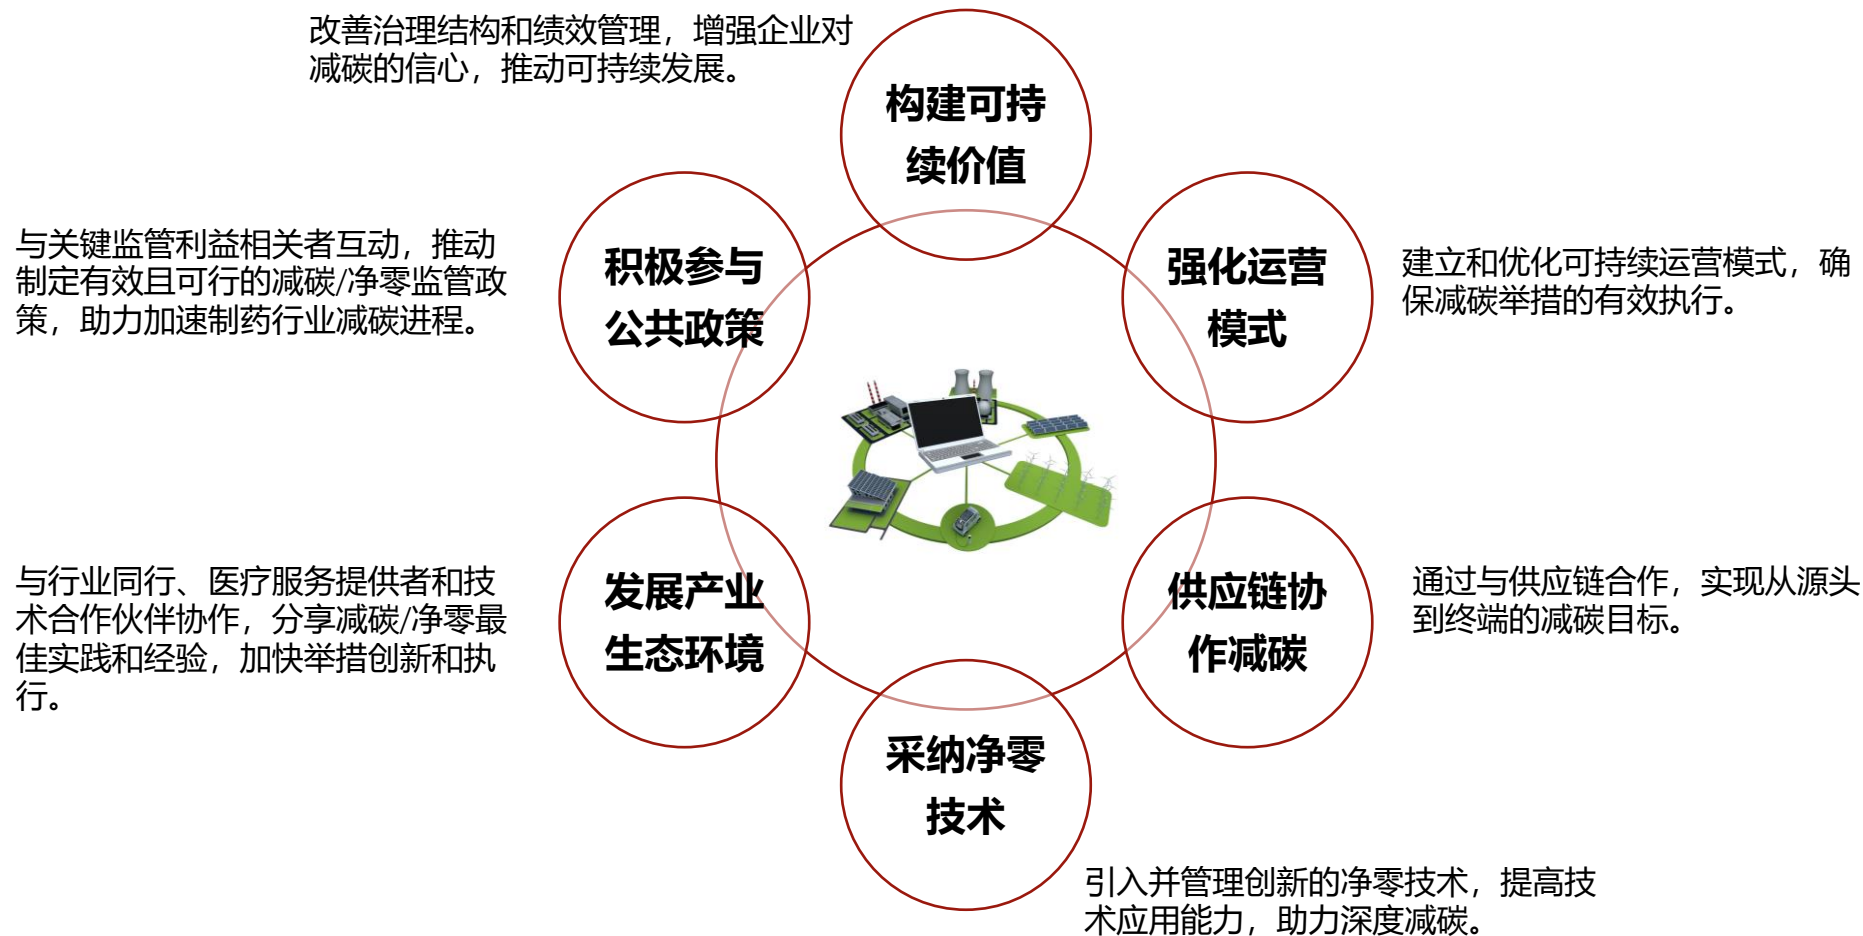 改善治理结构和绩效管理，增强企业对
减碳的信心，推动可持续发展。
构建可持
续价值
积极参与
公共政策
与关键监管利益相关者互动，推动
制定有效且可行的减碳/净零监管政
策，助力加速制药行业减碳进程。
强化运营
模式
建立和优化可持续运营模式，确
保减碳举措的有效执行。
发展产业
生态环境
与行业同行、医疗服务提供者和技
术合作伙伴协作，分享减碳/净零最
佳实践和经验，加快举措创新和执
行。
供应链协
作减碳
通过与供应链合作，实现从源头
到终端的减碳目标。
采纳净零
技术
引入并管理创新的净零技术，提高技
术应用能力，助力深度减碳。